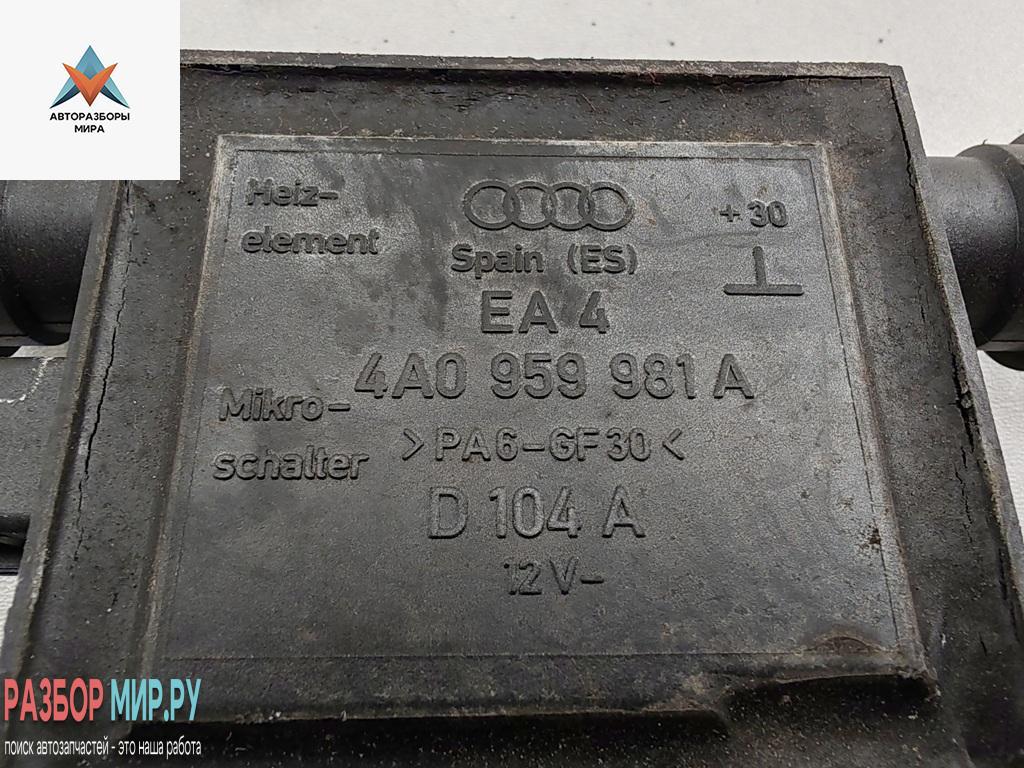 АВТОРАЗБОРЫ
МИРА
Heiz-
element
+30
Spain (ES)
EA 4
4A0 959 981 A
Mikro-
schalter
>PA6-GF30<
D 104 A
12V-
РАЗБОР МИР.РУ
поиск автозапчастей - это наша работа